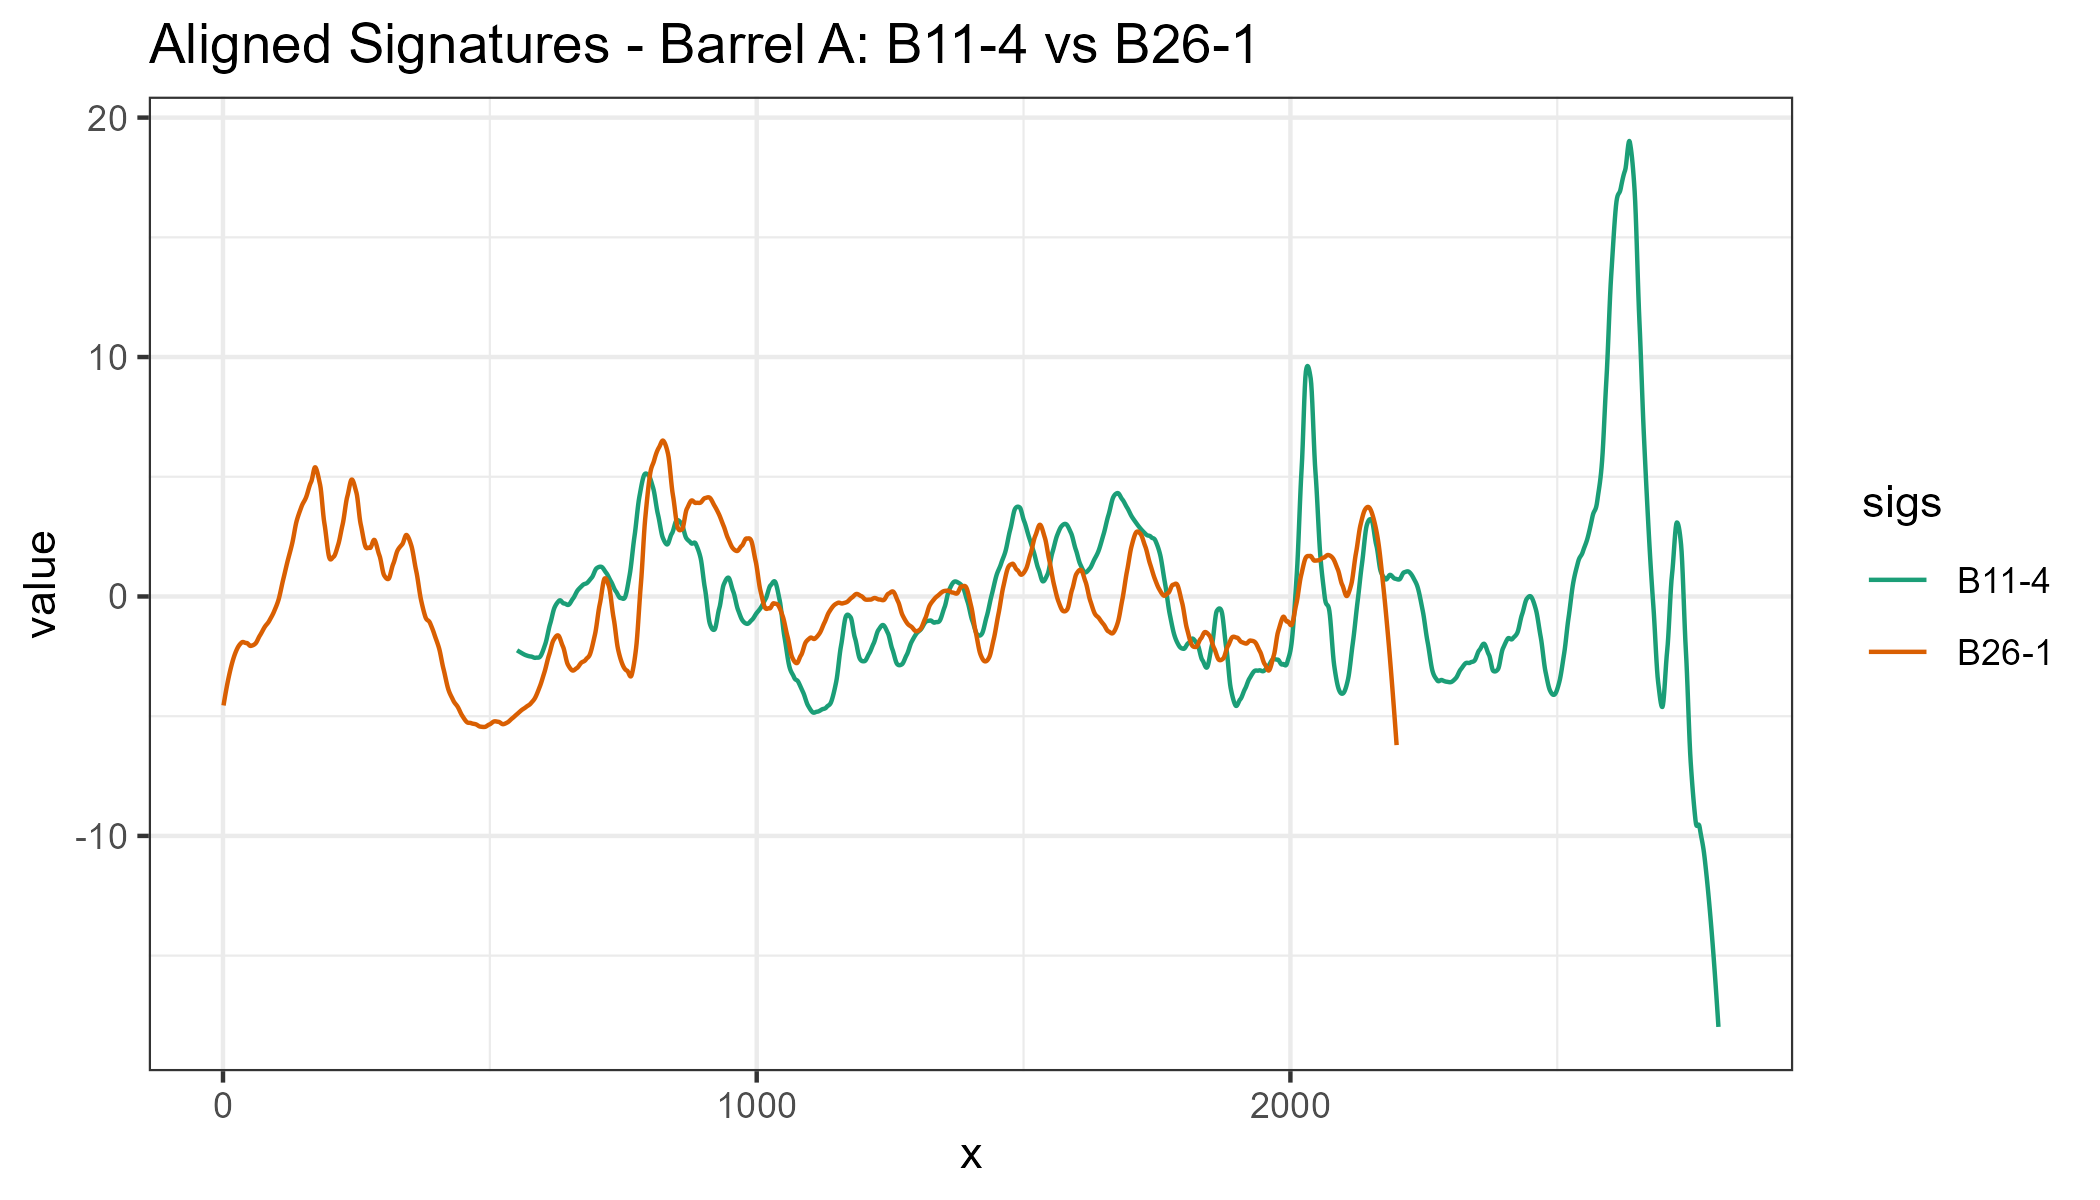 Aligned Signatures - Barrel A: B11-4 vs B26-1
20
10
0
-10
value
0 1000 2000
x
sigs
B11-4
B26-1